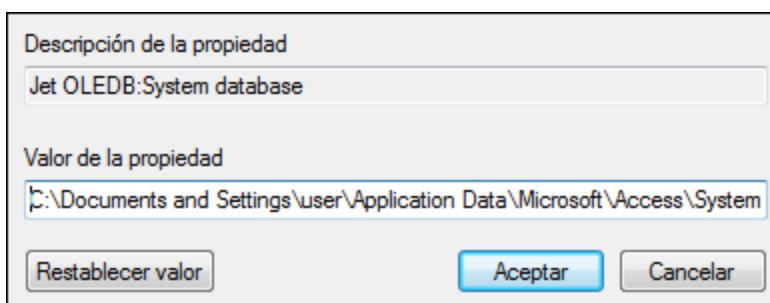 Descripción de la propiedad
Jet OLEDB:System database
Valor de la propiedad
C:\Documents and Settings\user\Application Data\Microsoft\Access\System
Restablecer valor Aceptar Cancelar